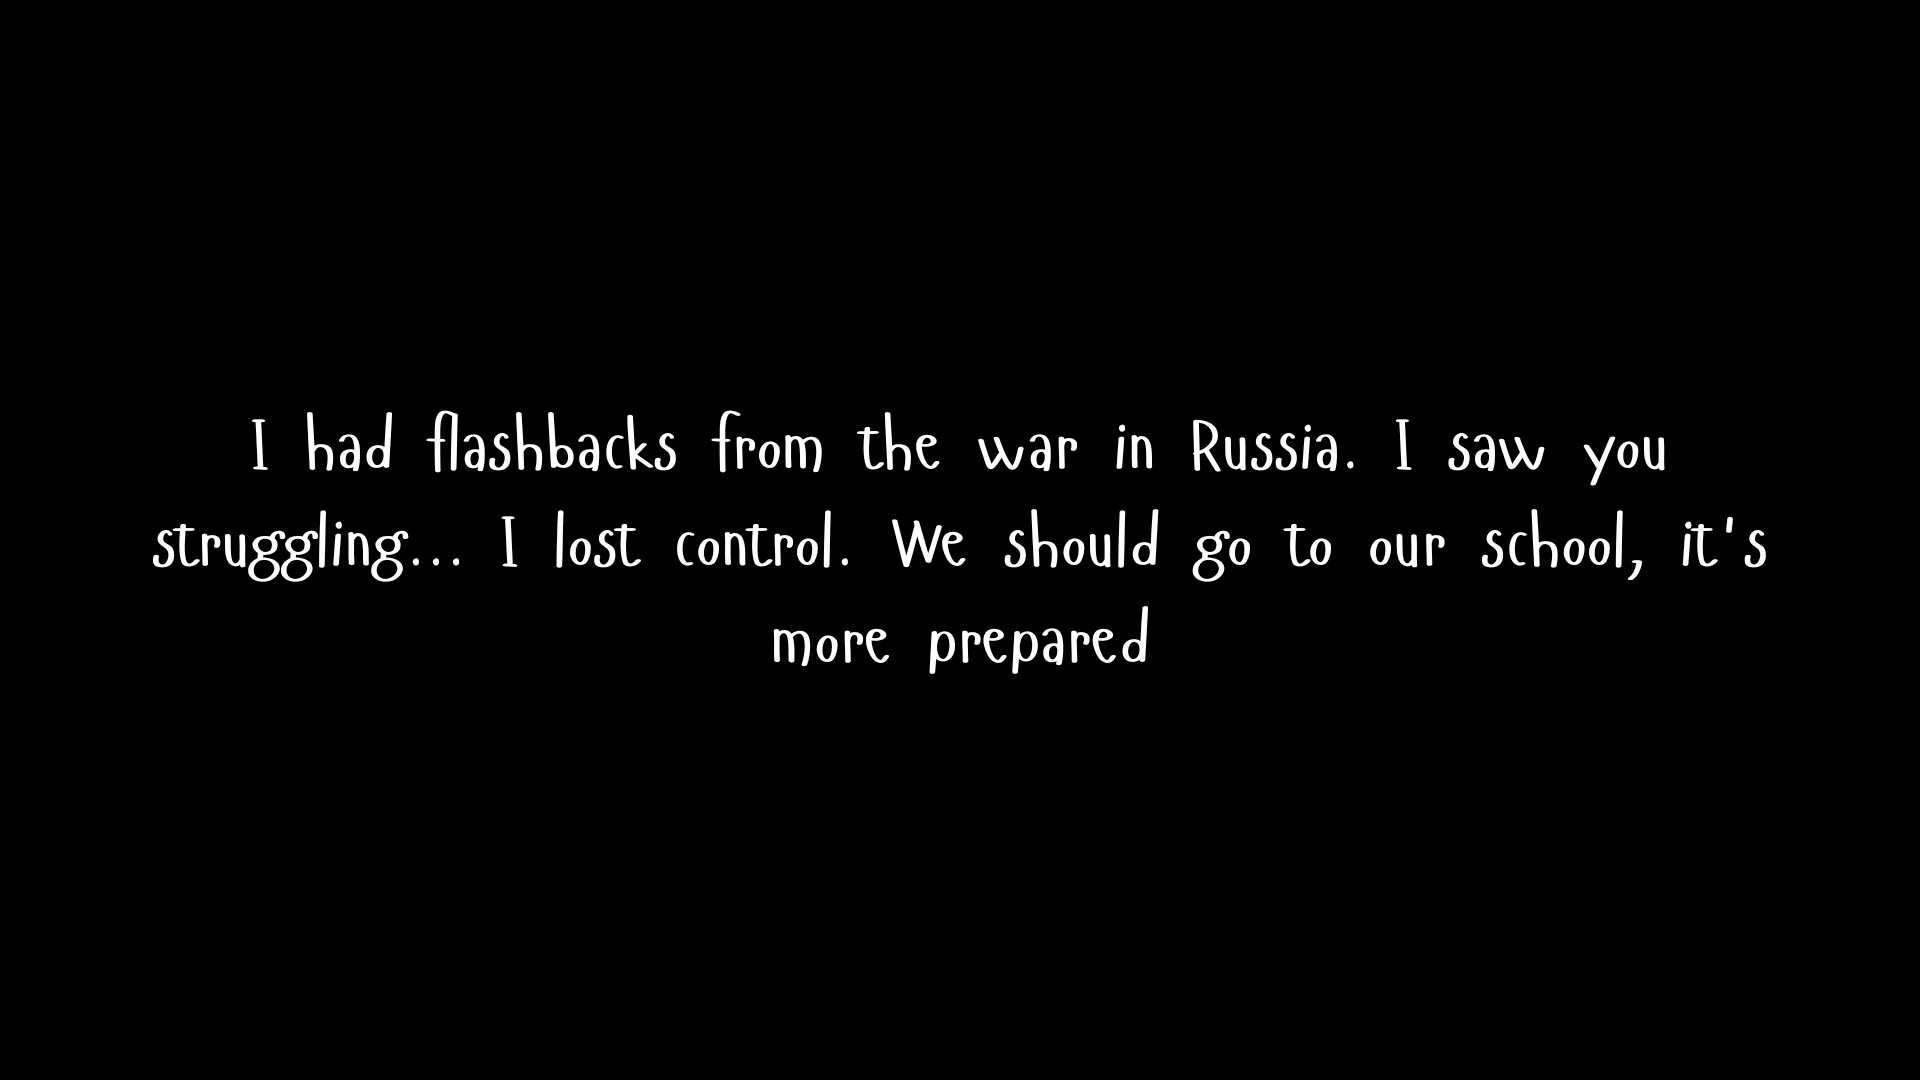 I had flashbacks from the war in Russia. I saw you
struggling... I lost control. We should go to our school, it's
more prepared